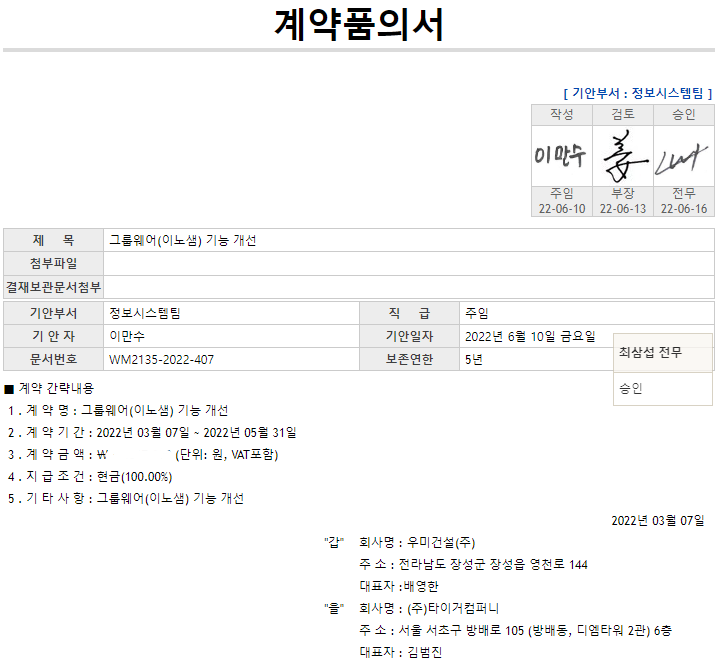 계약품의서
[ 기안부서 : 정보시스템팀 ]
작성 검토 승인
이만수 姜
주임 부장 전무
22-06-10 22-06-13 22-06-16
제 목 그룹웨어(이노샘) 기능 개선
첨부파일
결재보관문서첨부
기안부서 정보시스템팀 직 급 주임
기 안 자 이만수 기안일자 2022년 6월 10일 금요일
문서번호 WM2135-2022-407 보존연한 5년
최삼섭 전무
승인
■ 계약 간략내용
1 . 계 약 명 : 그룹웨어(이노샘) 기능 개선
2 . 계 약 기 간 : 2022년 03월 07일 ~ 2022년 05월 31일
3 . 계 약 금 액 : ₩ (단위: 원, VAT포함)
4 . 지 급 조 건 : 현금(100.00%)
5 . 기 타 사 항 : 그룹웨어(이노샘) 기능 개선
2022년 03월 07일
"갑" 회사명 : 우미건설(주)
주 소 : 전라남도 장성군 장성읍 영천로 144
대표자 :배영한
"을" 회사명 : (주)타이거컴퍼니
주 소 : 서울 서초구 방배로 105 (방배동, 디엠타워 2관) 6층
대표자 : 김범진